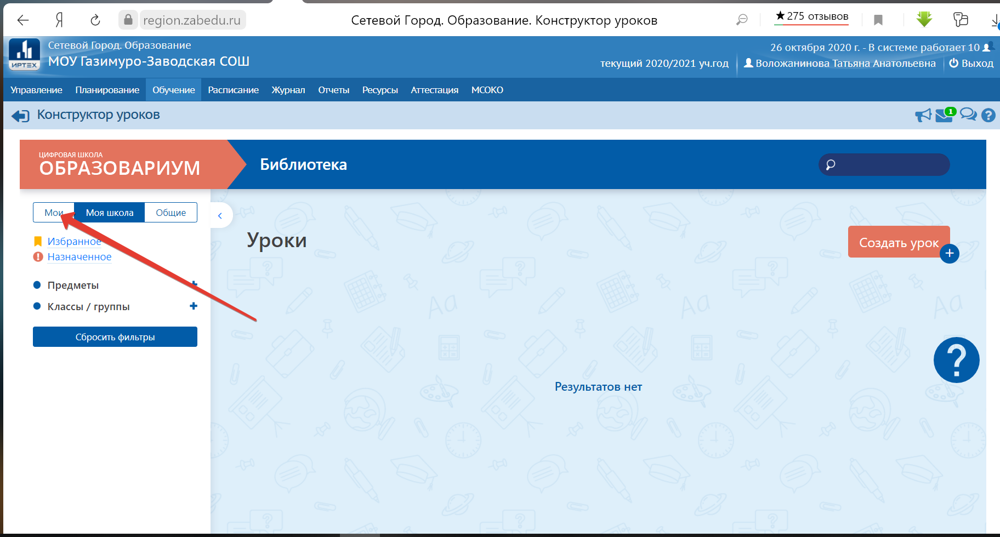 region.zabedu.ru
Сетевой Город. Образование. Конструктор уроков
★275 отзывов
ИРТЕХ
Сетевой Город. Образование
МОУ Газимуро-Заводская СОШ
26 октября 2020 г. - В системе работает 10
текущий 2020/2021 уч.год
Воложанинова Татьяна Анатольевна
Выход
Управление Планирование Обучение Расписание Журнал Отчеты Ресурсы Аттестация МСОКО
Конструктор уроков
1
?
ЦИФРОВАЯ ШКОЛА
ОБРАЗОВАРИУМ
Библиотека
Мои Моя школа Общие
Избранное
Назначенное
Предметы
Классы / группы
Сбросить фильтры
Уроки
Создать урок
+
Результатов нет
?